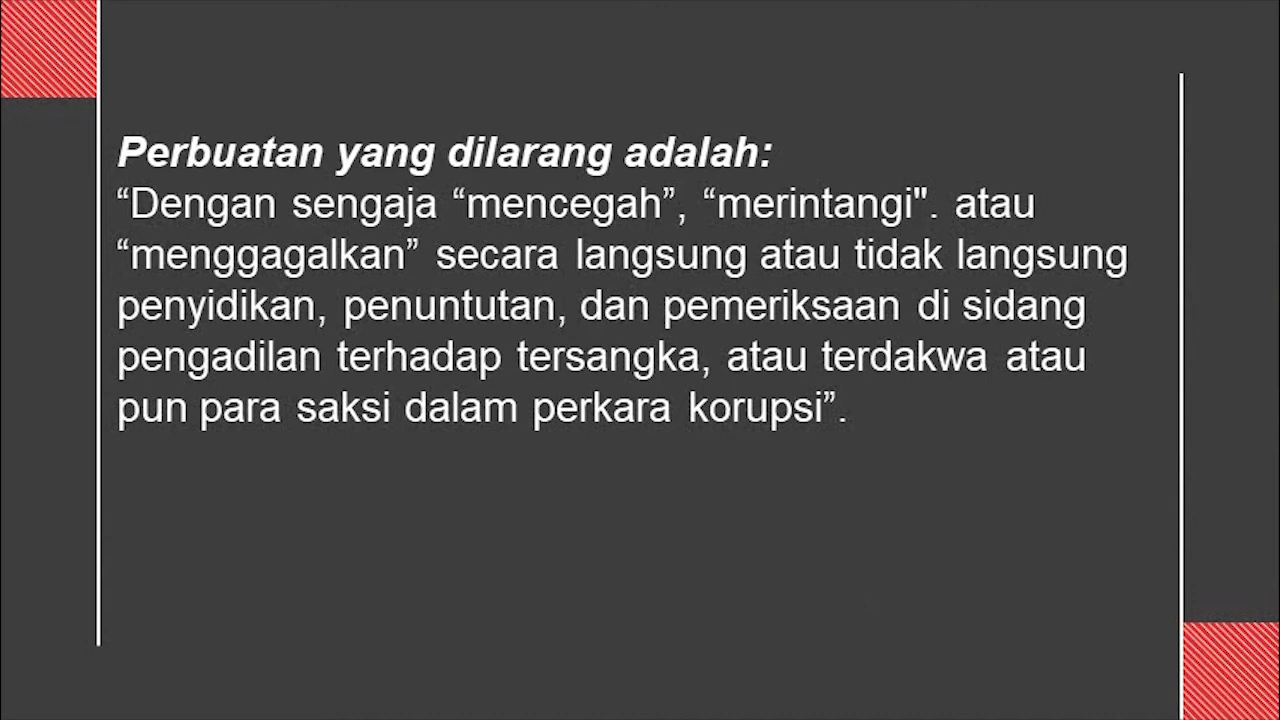 Perbuatan yang dilarang adalah:
“Dengan sengaja “mencegah”, “merintangi". atau
“menggagalkan” secara langsung atau tidak langsung
penyidikan, penuntutan, dan pemeriksaan di sidang
pengadilan terhadap tersangka, atau terdakwa atau
pun para saksi dalam perkara korupsi”.